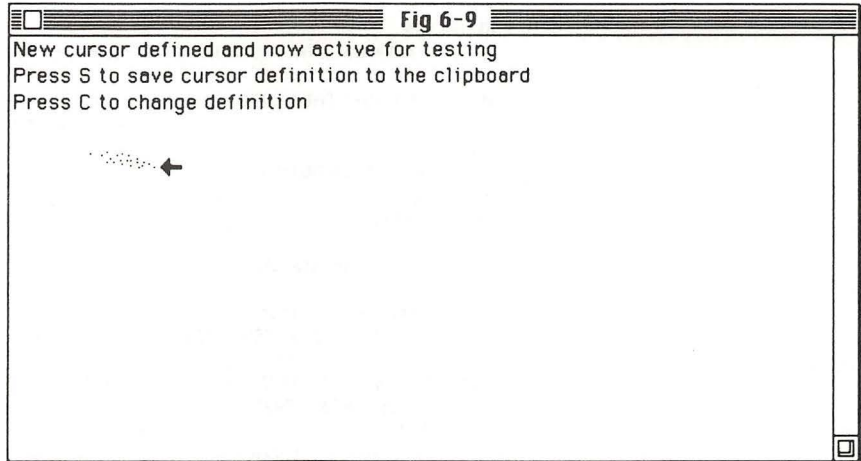 Fig 6-9
New cursor defined and now active for testing
Press S to save cursor definition to the clipboard
Press C to change definition